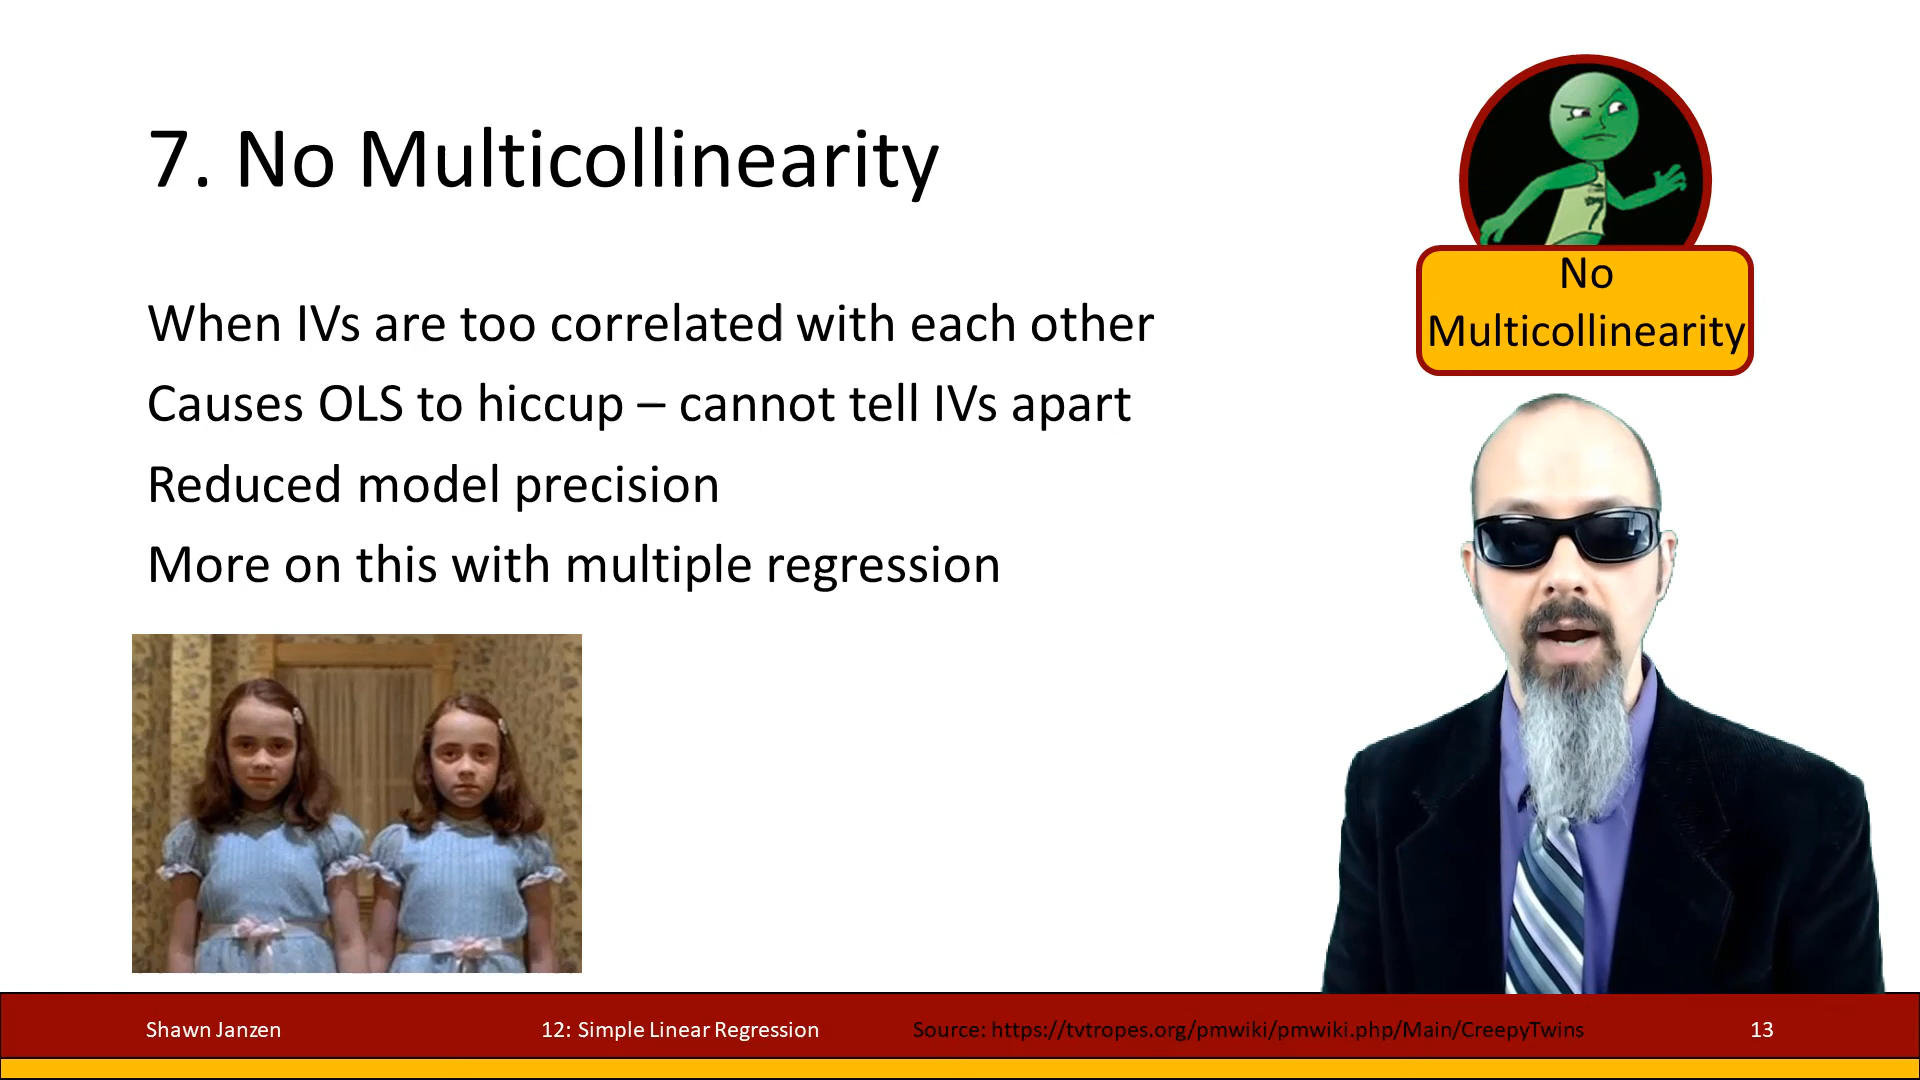 7. No Multicollinearity
When IVs are too correlated with each other
Causes OLS to hiccup – cannot tell IVs apart
Reduced model precision
More on this with multiple regression
7
No
Multicollinearity
Shawn Janzen
12: Simple Linear Regression
Source: https://tvtropes.org/pmwiki/pmwiki.php/Main/CreepyTwins
13